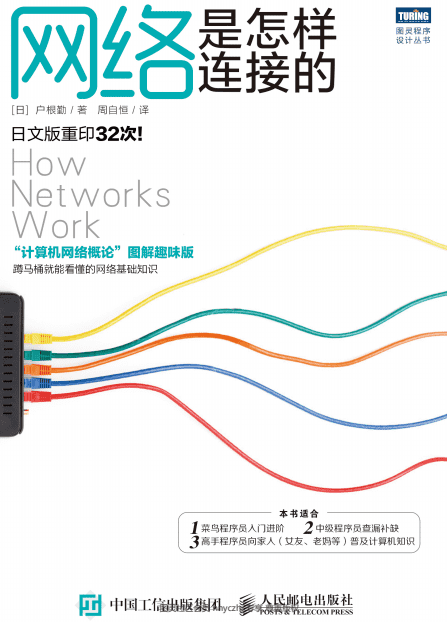 网络是怎样
连接的
TURING
图灵程序
设计丛书
[日] 户根勤 / 著 周自恒 / 译
日文版重印32次!
How
Networks
Work
“计算机网络概论”图解趣味版
蹲马桶就能看懂的网络基础知识
本书适合
1 菜鸟程序员入门进阶 2 中级程序员查漏补缺
3 高手程序员向家人(女友、老妈等)普及计算机知识
中国工信出版集团 人民邮电出版社
POSTS & TELECOM PRESS